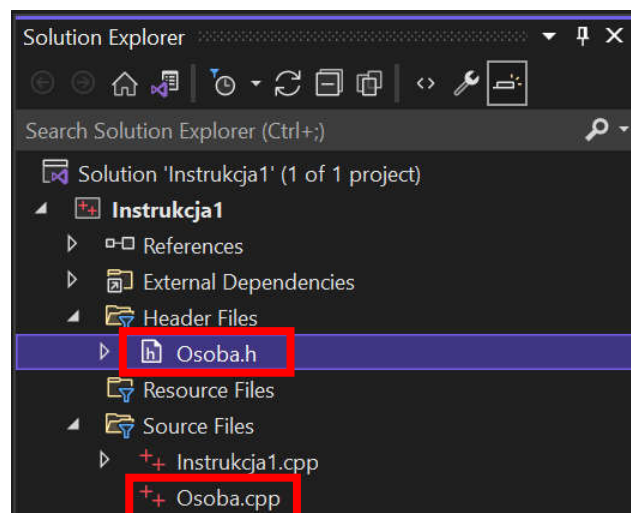 Solution Explorer
Search Solution Explorer (Ctrl+;)
Solution 'Instrukcja1' (1 of 1 project)
Instrukcja1
References
External Dependencies
Header Files
Osoba.h
Resource Files
Source Files
Instrukcja1.cpp
Osoba.cpp